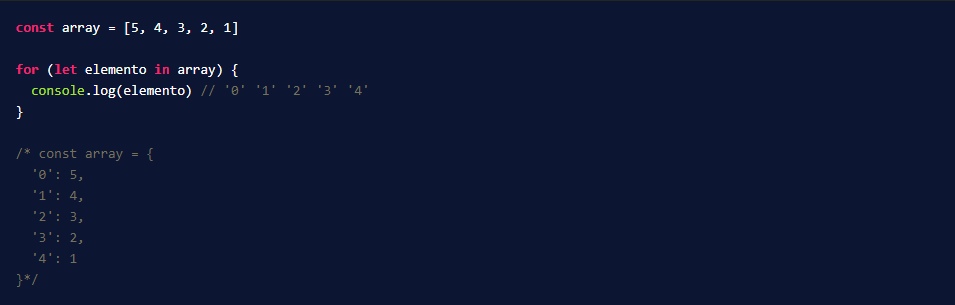 const array = [5, 4, 3, 2, 1]
for (let elemento in array) {
  console.log(elemento) // '0' '1' '2' '3' '4'
}
/* const array = {
  '0': 5,
  '1': 4,
  '2': 3,
  '3': 2,
  '4': 1
}*/